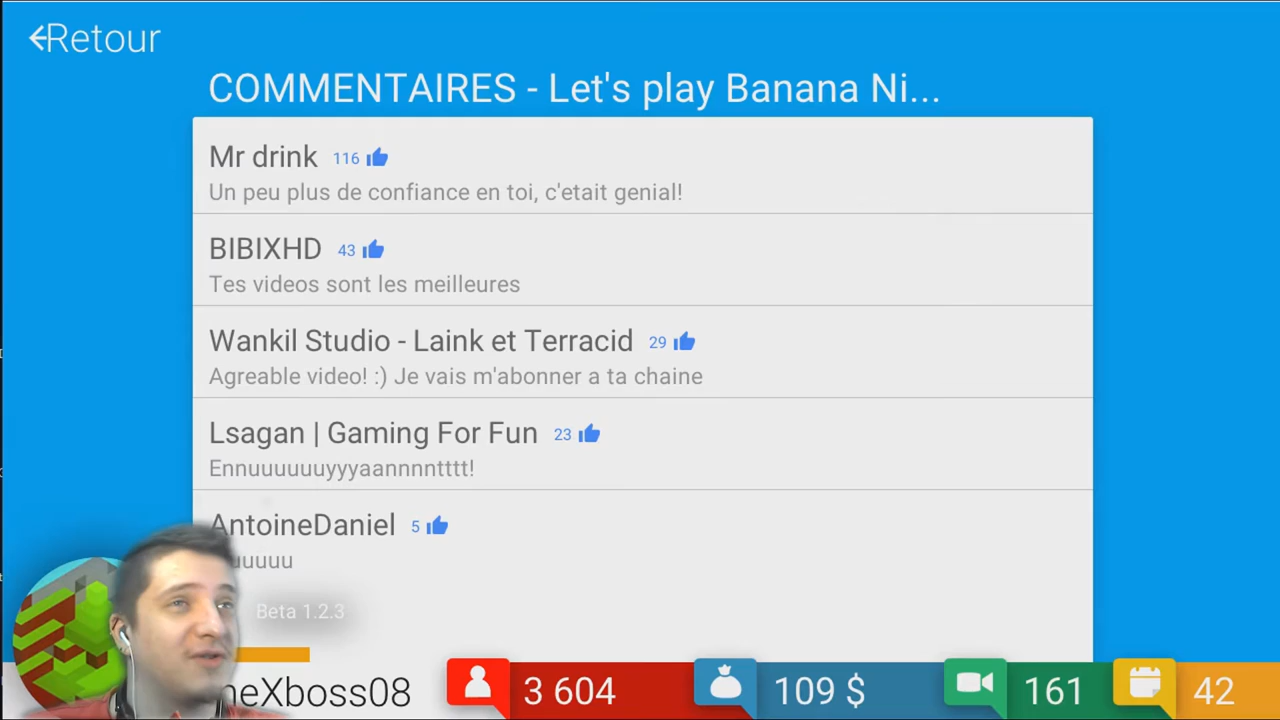 Retour
COMMENTAIRES - Let's play Banana Ni...
Mr drink 116
Un peu plus de confiance en toi, c'etait genial!
BIBIXHD 43
Tes videos sont les meilleures
Wankil Studio - Laink et Terracid 29
Agreable video! :) Je vais m'abonner a ta chaine
Lsagan | Gaming For Fun 23
Ennuuuuuuyyyaannnntttt!
AntoineDaniel 5
uuuuu
Beta 1.2.3
neXboss08
3 604
109 $
161
42